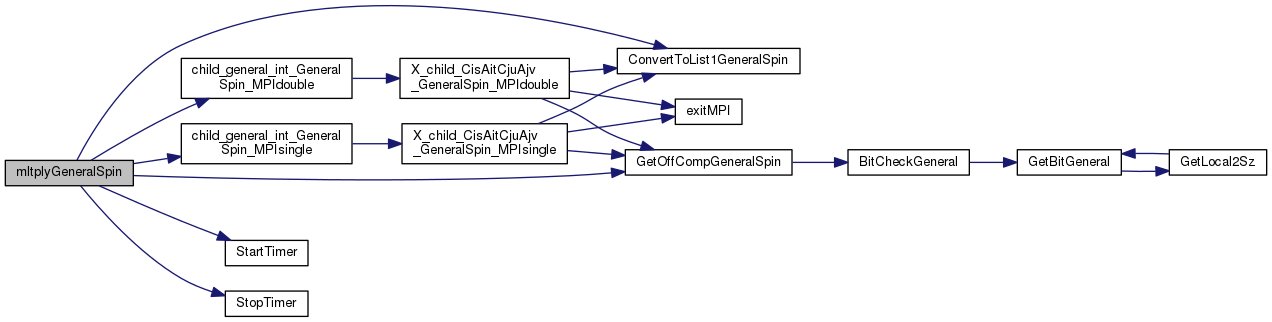 mltplyGeneralSpin
child_general_int_General
Spin_MPIdouble
child_general_int_General
Spin_MPIsingle
StartTimer
StopTimer
X_child_CisAitCjuAjv
_GeneralSpin_MPIdouble
X_child_CisAitCjuAjv
_GeneralSpin_MPIsingle
ConvertToList1GeneralSpin
exitMPI
GetOffCompGeneralSpin
BitCheckGeneral
GetBitGeneral
GetLocal2Sz